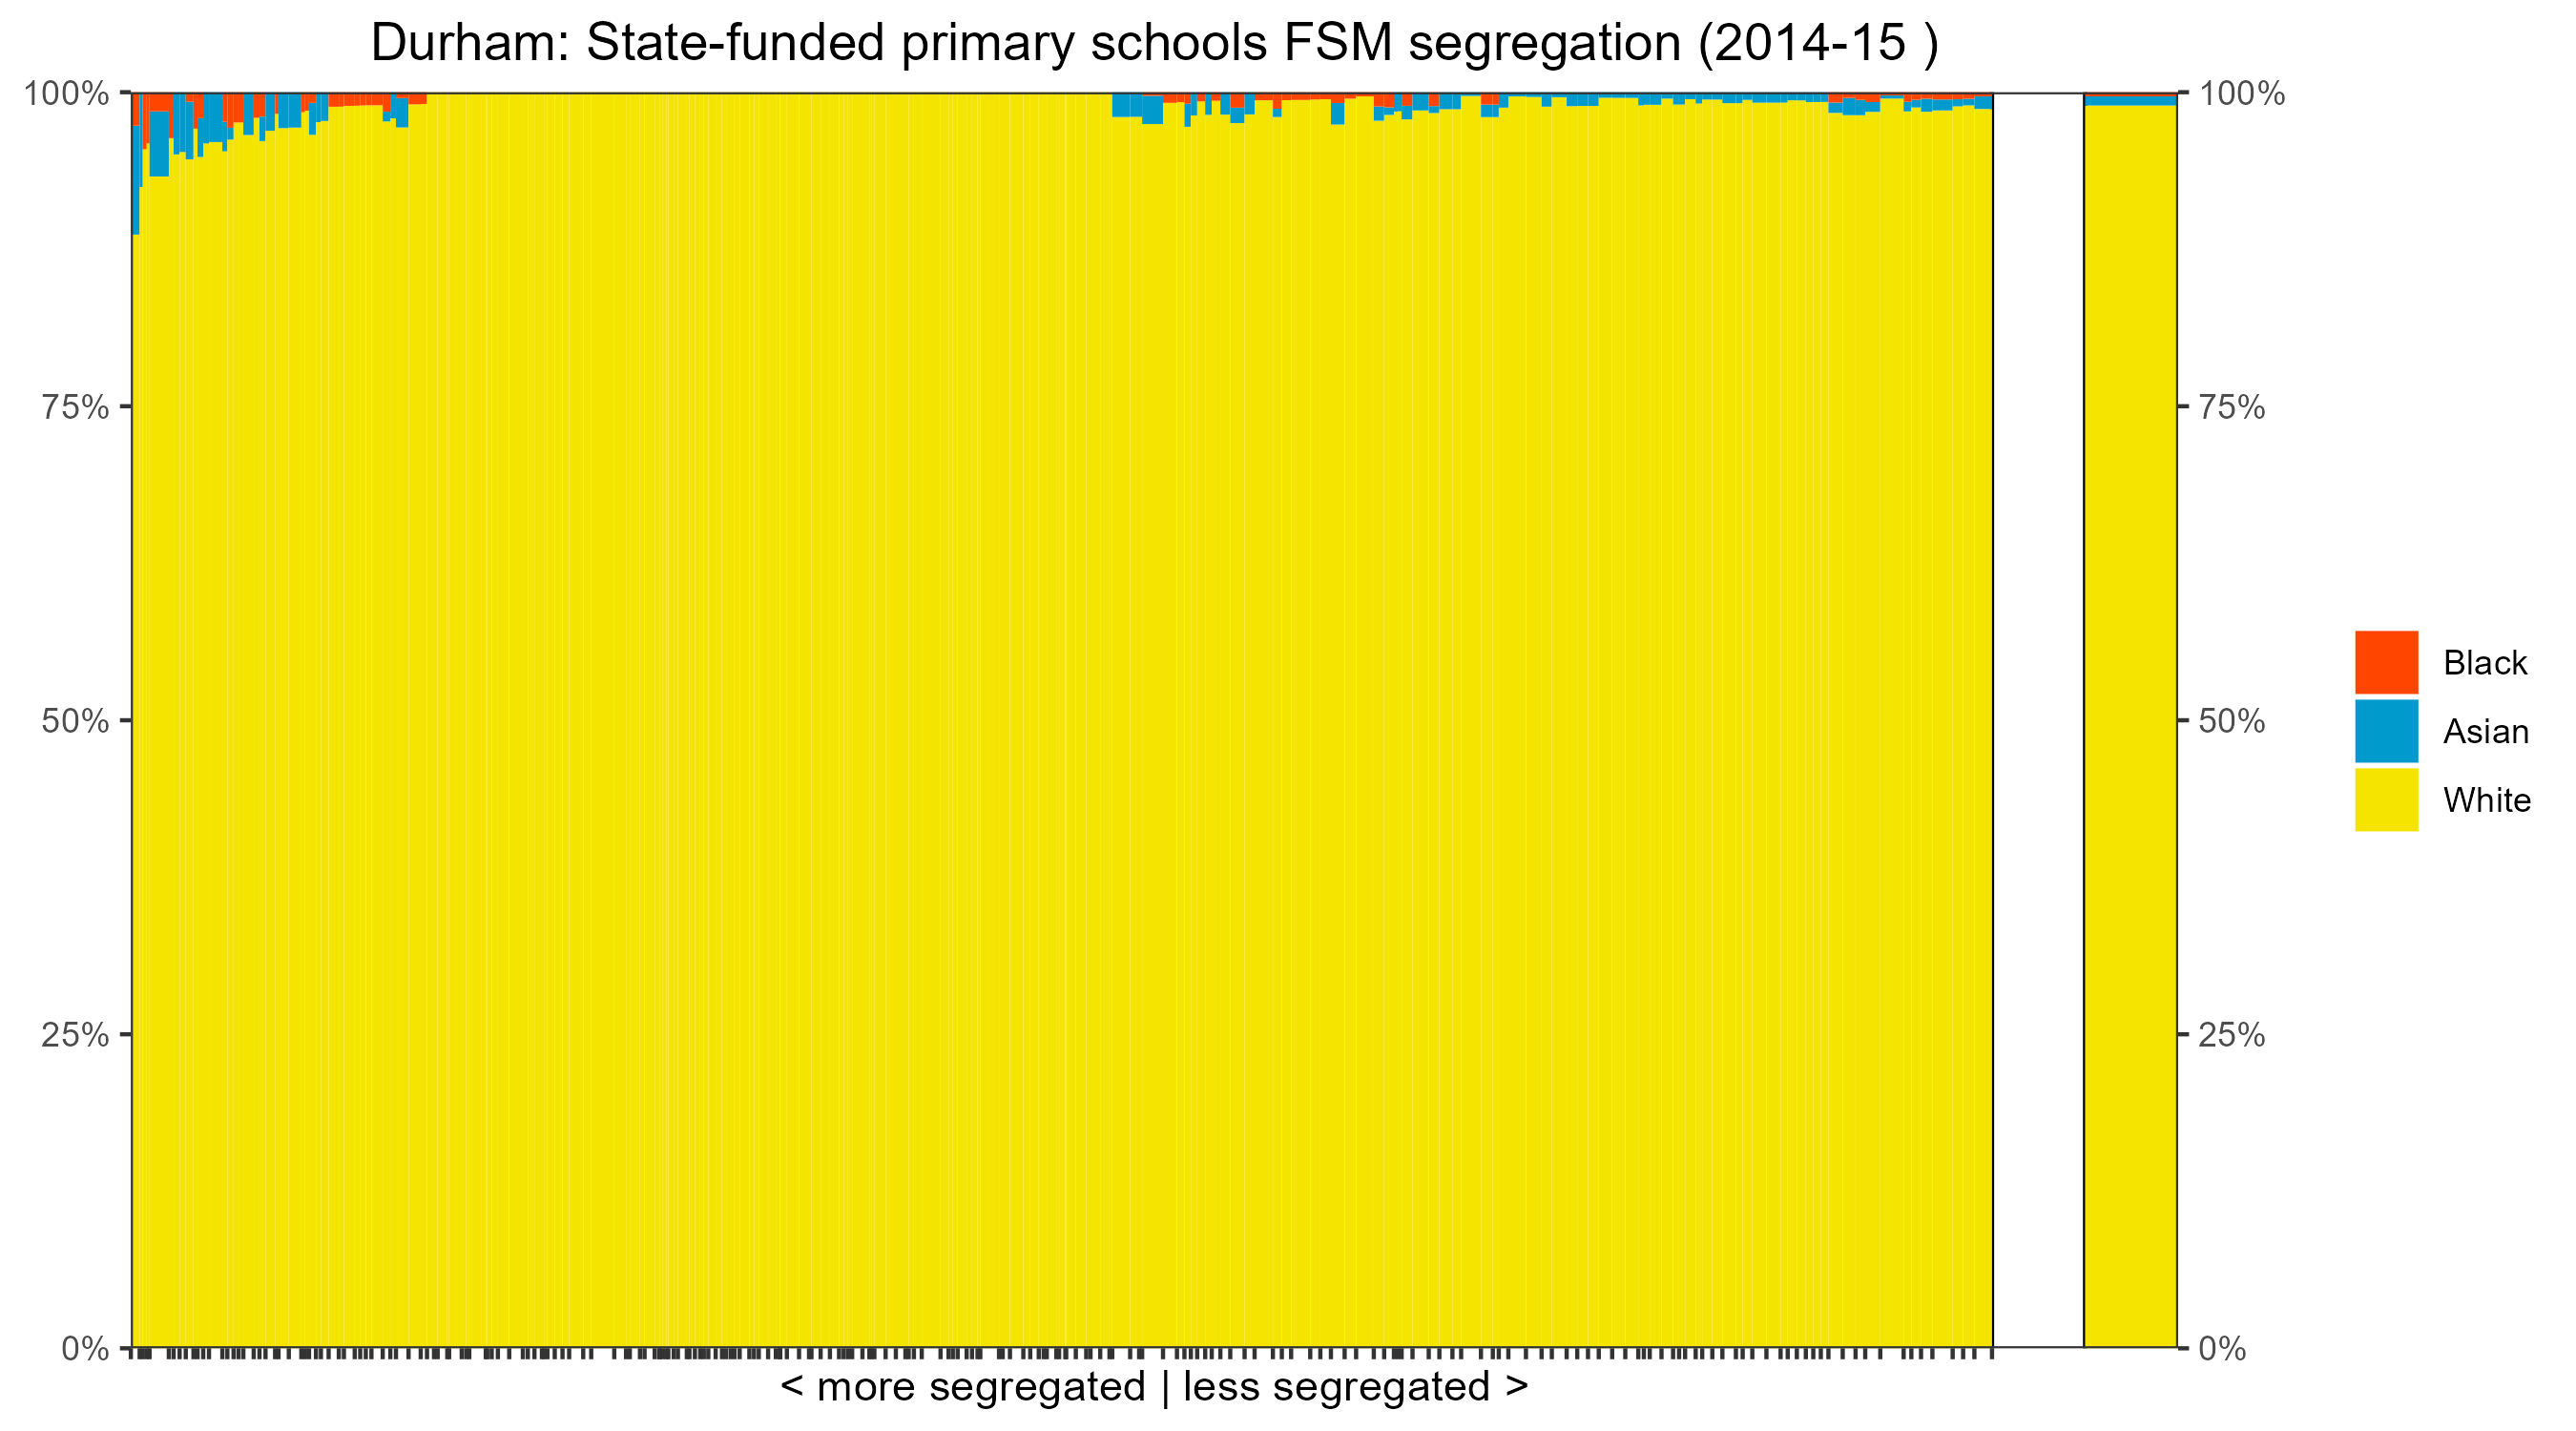 Durham: State-funded primary schools FSM segregation (2014-15 )
100%
100%
75%
75%
Black
50%
Asian
50%
White
25%
25%
0%
0%
< more segregated | less segregated >